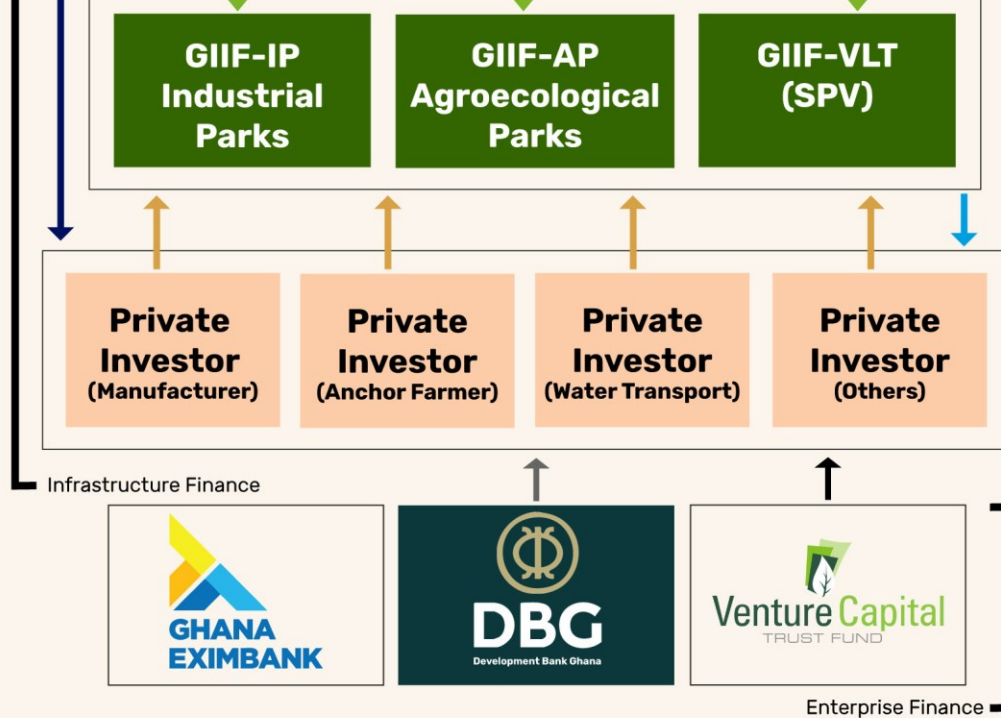 GIIF-IP
Industrial
Parks
GIIF-AP
Agroecological
Parks
GIIF-VLT
(SPV)
Private
Investor
(Manufacturer)
Private
Investor
(Anchor Farmer)
Private
Investor
(Water Transport)
Private
Investor
(Others)
Infrastructure Finance
GHANA
EXIMBANK
DBG
Development Bank Ghana
Venture Capital
TRUST FUND
Enterprise Finance